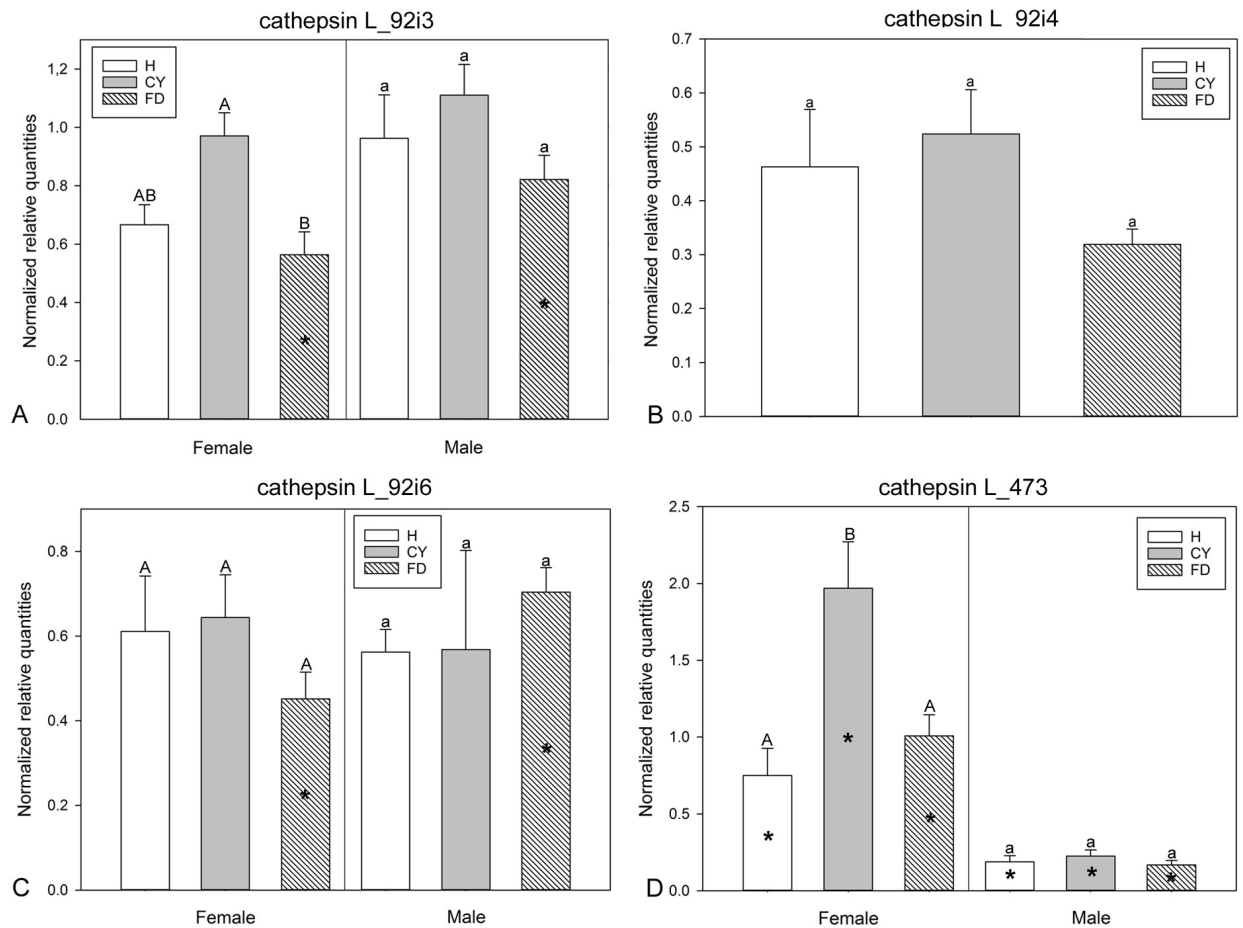 cathepsin L_92i3
Normalized relative quantities
1,2
1.0
0.8
0.6
0.4
0.2
0.0
H
CY
FD
AB
A
B
*
a
a
a
*
A
Female
Male
cathepsin L_92i4
Normalized relative quantities
0.7
0.6
0.5
0.4
0.3
0.2
0.1
0.0
H
CY
FD
a
a
a
B
cathepsin L_92i6
Normalized relative quantities
0.8
0.6
0.4
0.2
0.0
H
CY
FD
A
A
A
*
a
a
a
*
C
Female
Male
cathepsin L_473
Normalized relative quantities
2.5
2.0
1.5
1.0
0.5
0.0
H
CY
FD
A
B
A
*
*
*
a
a
a
*
*
*
D
Female
Male